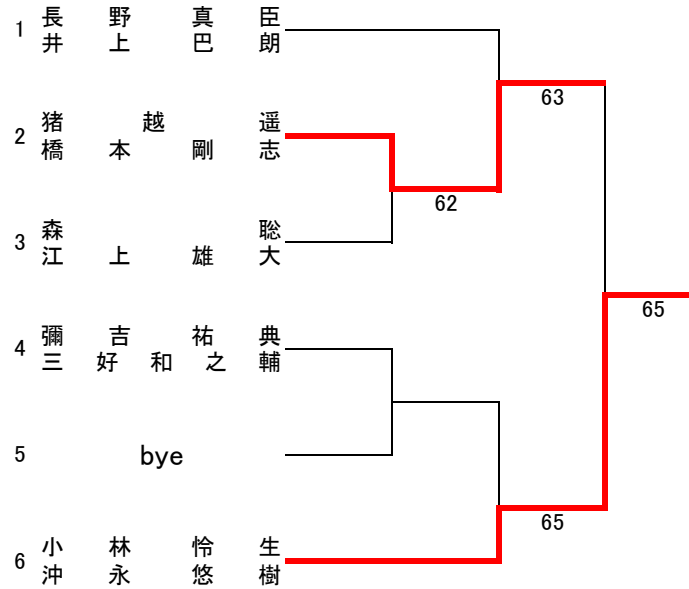 1 長野真臣
井上巴朗
63
2 猪越遥
橋本剛志
62
3 森聡
江上雄大
65
4 彌吉祐典
三好和之輔
5 bye
65
6 小林怜生
沖永悠樹